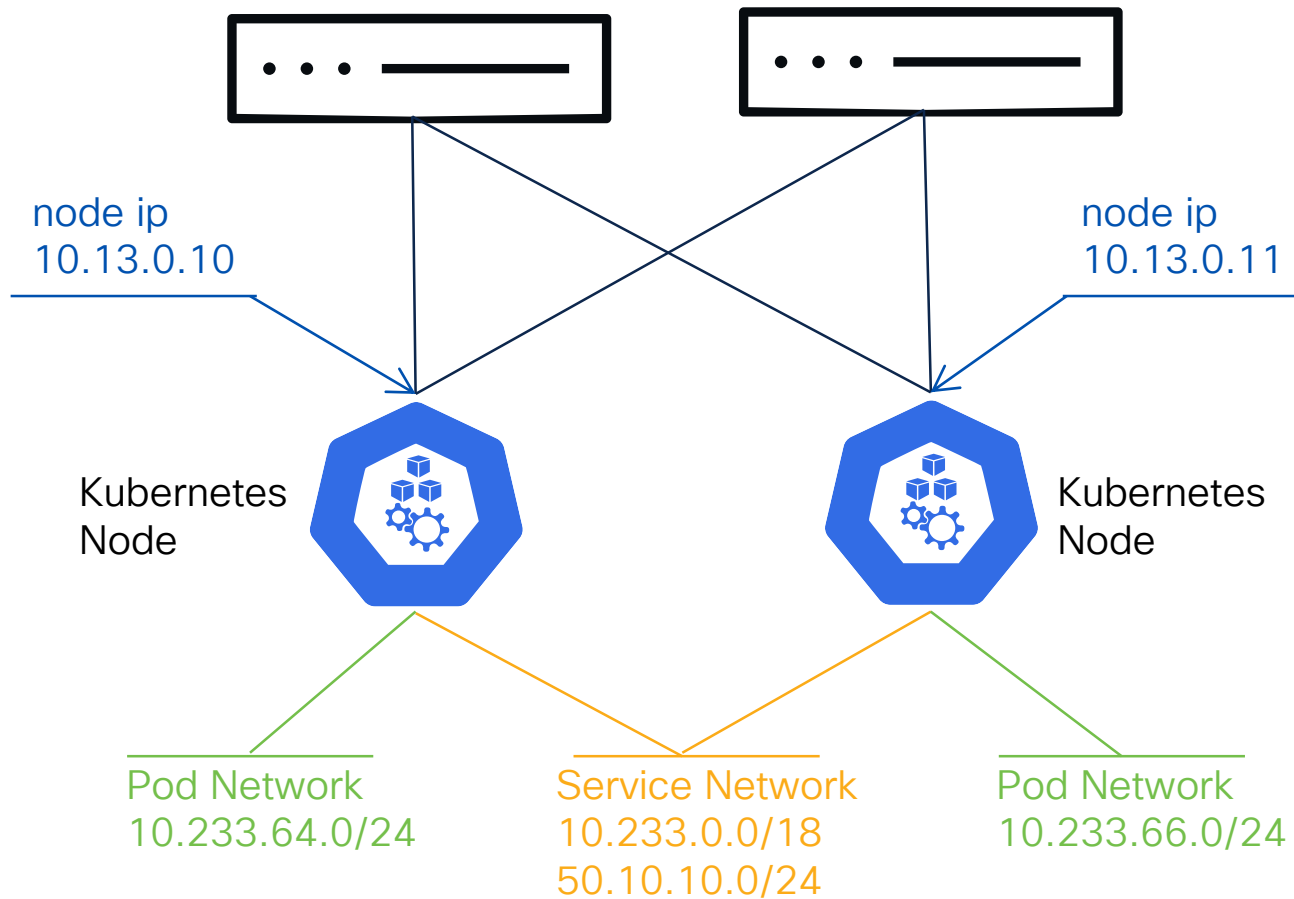 node ip
10.13.0.10
node ip
10.13.0.11
Kubernetes
Node
Kubernetes
Node
Pod Network
10.233.64.0/24
Service Network
10.233.0.0/18
50.10.10.0/24
Pod Network
10.233.66.0/24